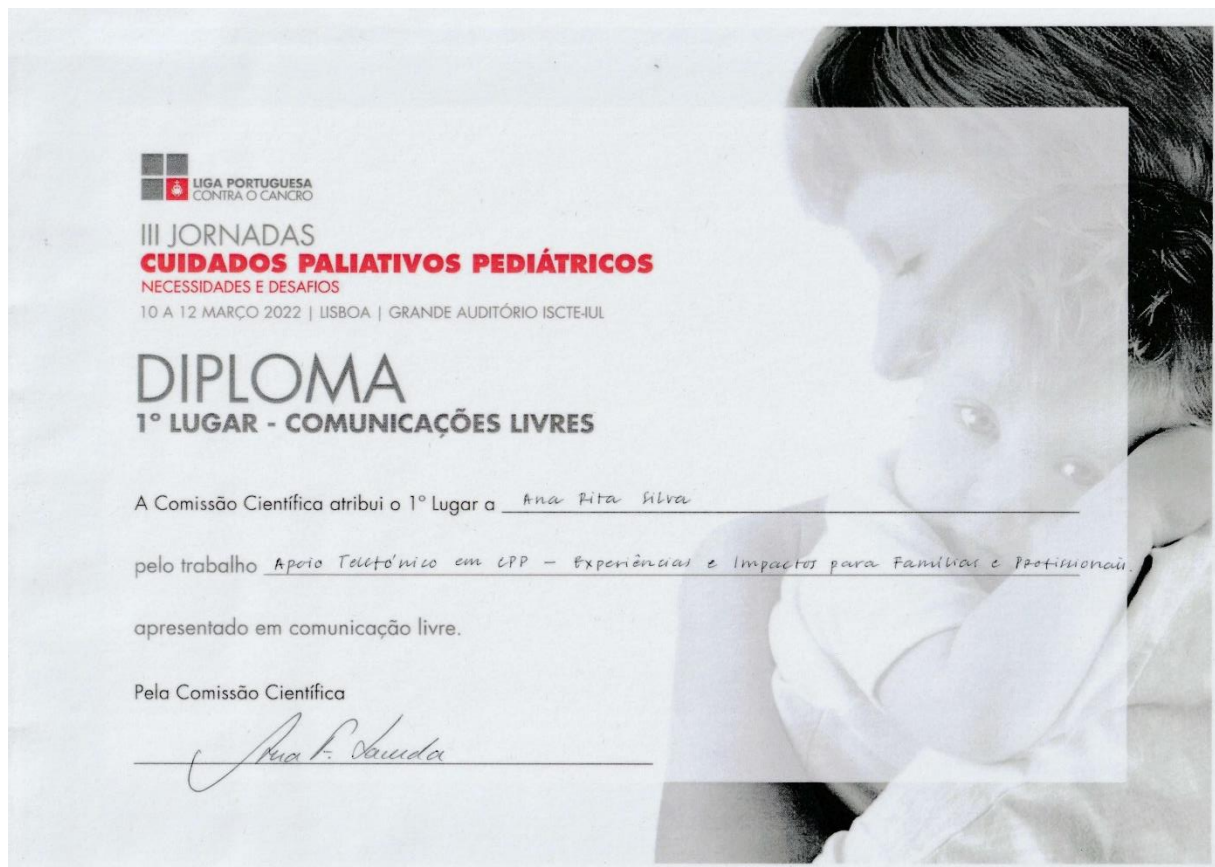 LIGA PORTUGUESA
CONTRA O CANCRO
III JORNADAS
CUIDADOS PALIATIVOS PEDIÁTRICOS
NECESSIDADES E DESAFIOS
10 A 12 MARÇO 2022 | LISBOA | GRANDE AUDITÓRIO ISCTE-IUL
DIPLOMA
1º LUGAR - COMUNICAÇÕES LIVRES
A Comissão Científica atribui o 1º Lugar a Ana Rita Silva
pelo trabalho Apoio Telefónico em CPP - Experiências e Impactos para Famílias e Profissionais.
apresentado em comunicação livre.
Pela Comissão Científica
Ana F.